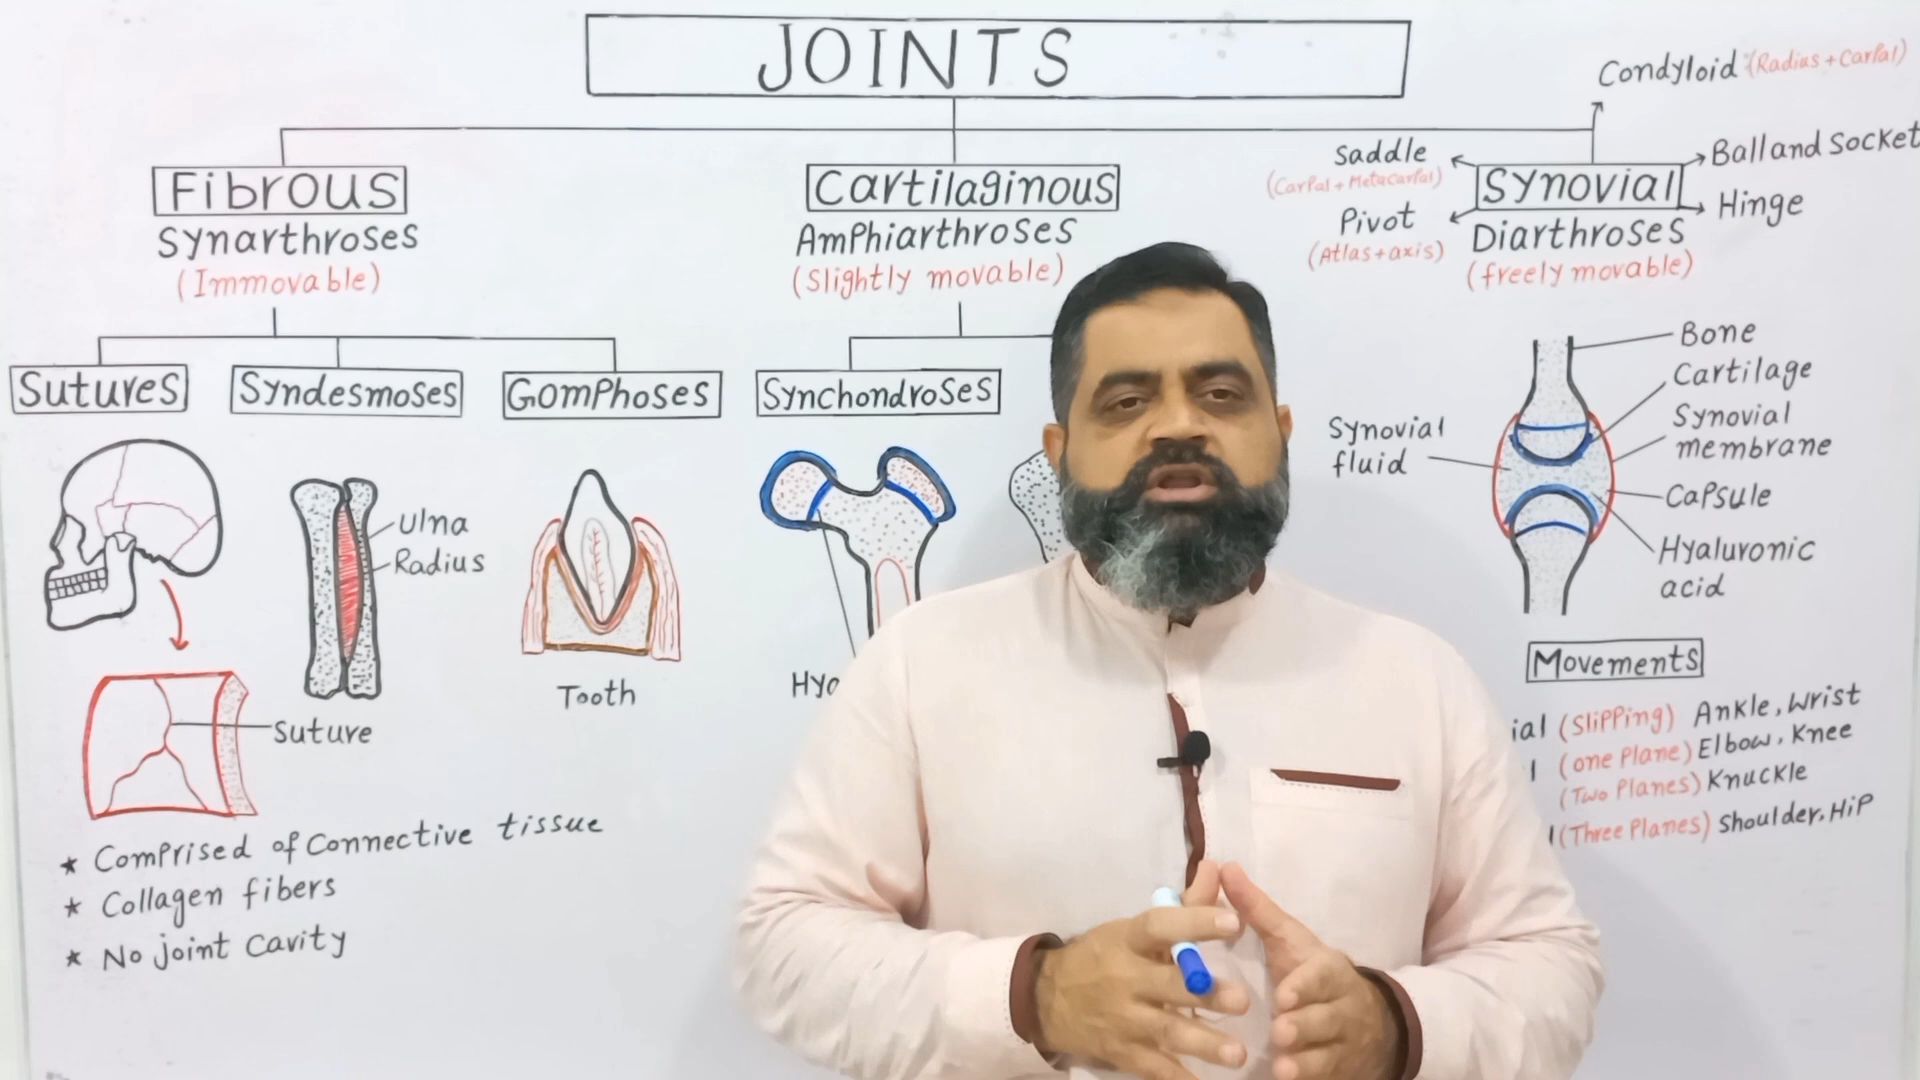 JOINTS
Condyloid (Radius + Carpal)
Saddle
(Carpal + Metacarpal)
Ball and Socket
Fibrous
Cartilaginous
Synovial
Hinge
Pivot
(Atlas + axis)
Synarthroses
Amphiarthroses
Diarthroses
(Immovable)
(Slightly movable)
(freely movable)
Sutures
Syndesmoses
Gomphoses
Synchondroses
Bone
Cartilage
Synovial
membrane
Synovial
fluid
Capsule
Hyaluronic
acid
Ulna
Radius
Tooth
Hya
Suture
Movements
ial (Slipping) Ankle, Wrist
l (one Plane) Elbow, Knee
(Two Planes) Knuckle
l (Three Planes) Shoulder, Hip
★ Comprised of Connective tissue
★ Collagen fibers
★ No joint Cavity